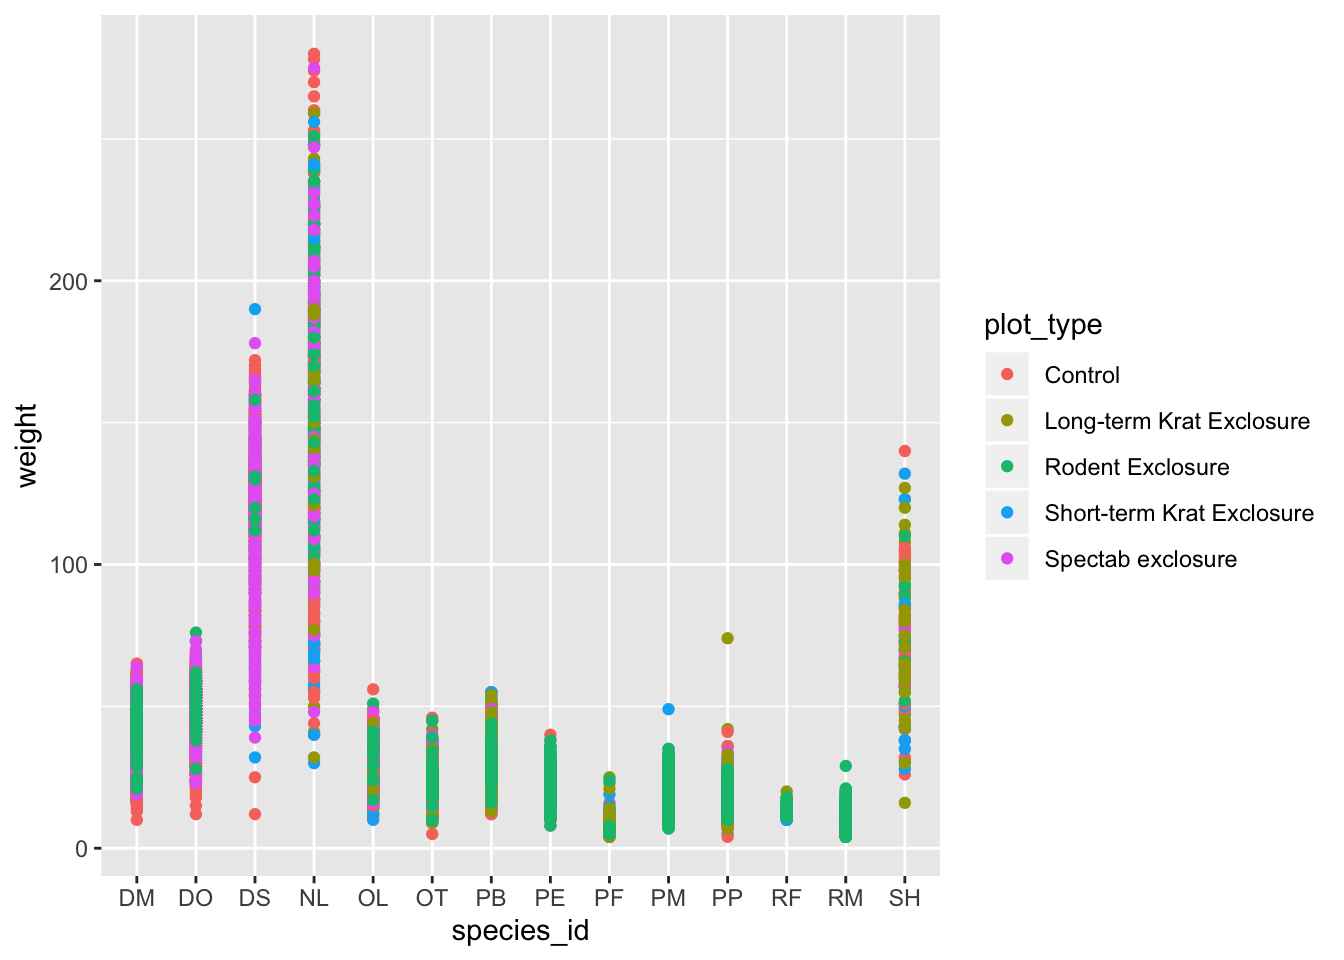 weight
200
100
0
DM DO DS NL OL OT PB PE PF PM PP RF RM SH
species_id
plot_type
Control
Long-term Krat Exclosure
Rodent Exclosure
Short-term Krat Exclosure
Spectab exclosure